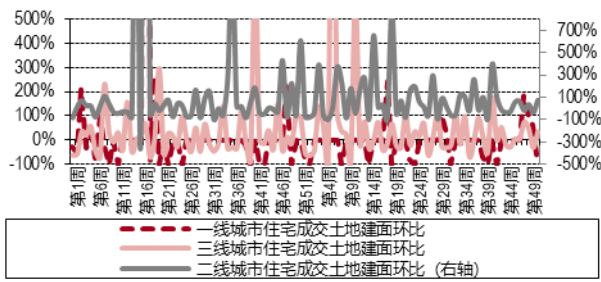 500%
400%
300%
200%
100%
0%
-100%
700%
500%
300%
100%
-100%
-300%
-500%
第1周
第6周
第11周
第16周
第21周
第26周
第31周
第36周
第41周
第46周
第51周
第4周
第9周
第14周
第19周
第24周
第29周
第34周
第39周
第44周
第49周
一线城市住宅成交土地建面环比
三线城市住宅成交土地建面环比
二线城市住宅成交土地建面环比（右轴)